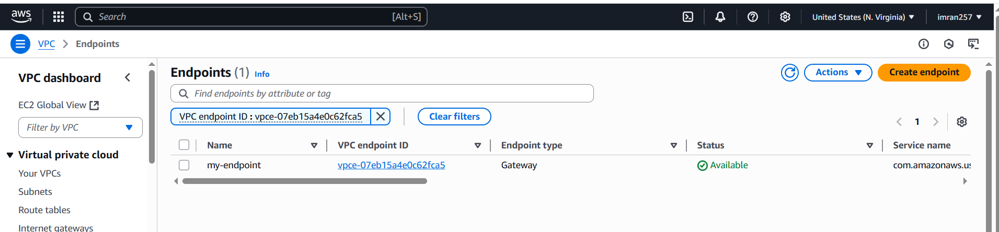 aws Search [Alt+S] United States (N. Virginia) imran257
VPC Endpoints
VPC dashboard
EC2 Global View
Filter by VPC
Virtual private cloud
Your VPCs
Subnets
Route tables
Internet gateways
Endpoints (1) Info Actions Create endpoint
Find endpoints by attribute or tag
VPC endpoint ID : vpce-07eb15a4e0c62fca5 Clear filters
1
Name VPC endpoint ID Endpoint type Status Service name
my-endpoint vpce-07eb15a4e0c62fca5 Gateway Available com.amazonaws.us